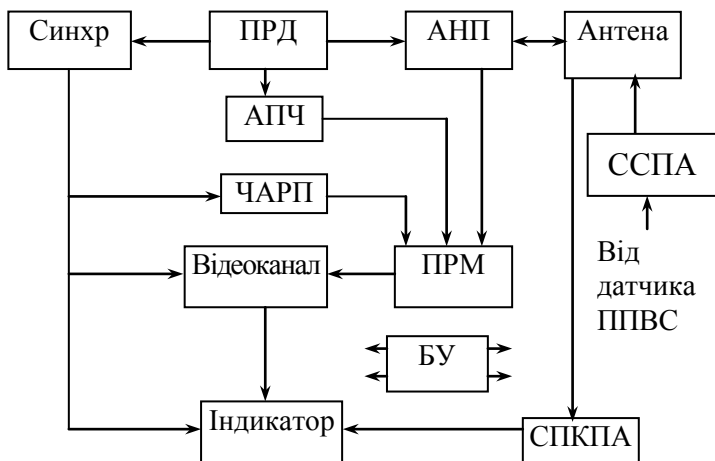 Синхр
ПРД
АНП
Антена
АПЧ
ССПА
ЧАРП
Від
датчика
ППВС
Відеоканал
ПРМ
БУ
Індикатор
СПКПА